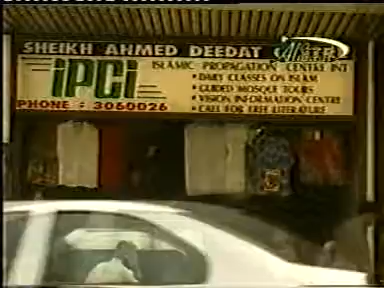 SHEIKH AHMED DEEDAT
iPCi
ISLAMIC PROPAGATION CENTRE INT
• DAILY CLASSES ON ISLAM
• GUIDED MOSQUE TOURS
• VISION INFORMATION CENTRE
• CALL FOR FREE LITERATURE
PHONE : 3060026